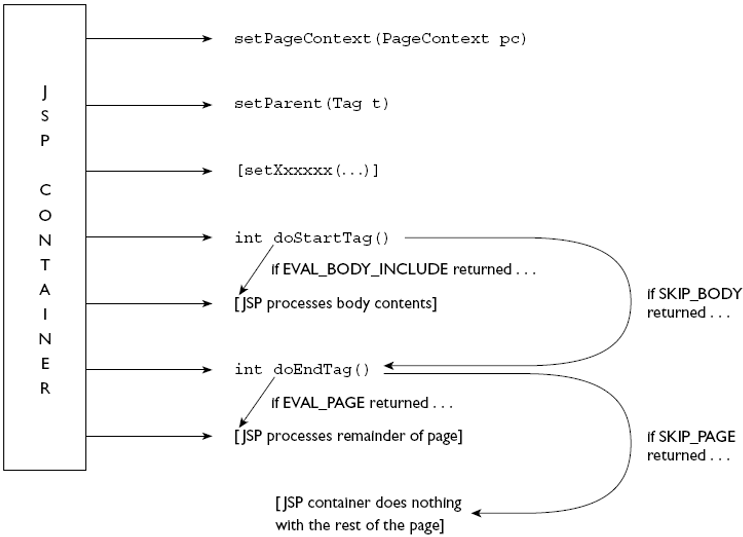 JSP CONTAINER
setPageContext(PageContext pc)
setParent(Tag t)
[setXxxxxx(...)]
int doStartTag()
if EVAL_BODY_INCLUDE returned . . .
[JSP processes body contents]
if SKIP_BODY
returned . . .
int doEndTag()
if EVAL_PAGE returned . . .
[JSP processes remainder of page]
if SKIP_PAGE
returned . . .
[JSP container does nothing
with the rest of the page]